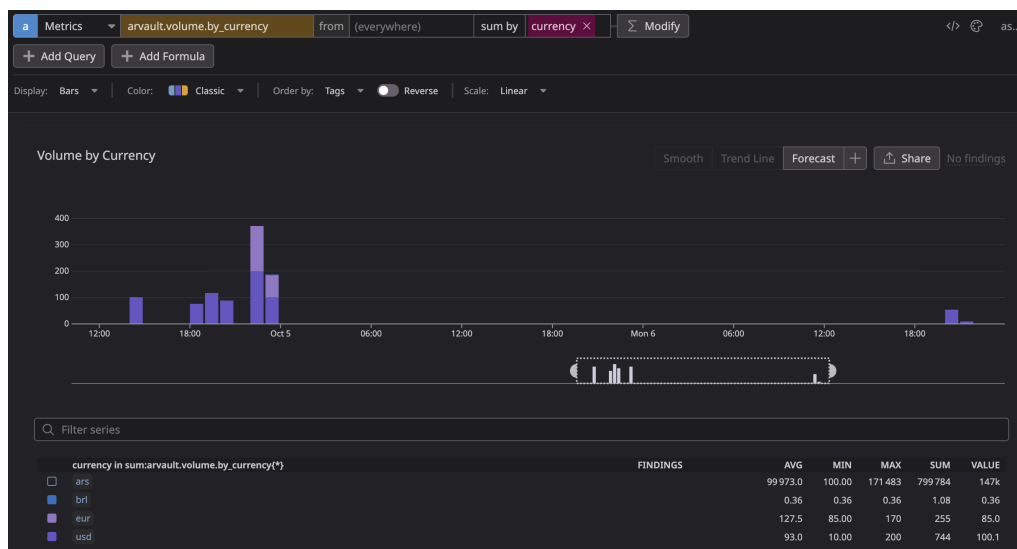 a Metrics arvault.volume.by_currency from (everywhere) sum by currency × Σ Modify </> as..
+ Add Query + Add Formula
Display: Bars Color: Classic Order by: Tags Reverse Scale: Linear
Volume by Currency
Smooth Trend Line Forecast + Share No findings
400
300
200
100
0
12:00 18:00 Oct 5 06:00 12:00 18:00 Mon 6 06:00 12:00 18:00
Filter series
currency in sum:arvault.volume.by_currency{*} FINDINGS AVG MIN MAX SUM VALUE
ars 99 973.0 100.00 171 483 799 784 147k
brl 0.36 0.36 0.36 1.08 0.36
eur 127.5 85.00 170 255 85.0
usd 93.0 10.00 200 744 100.1